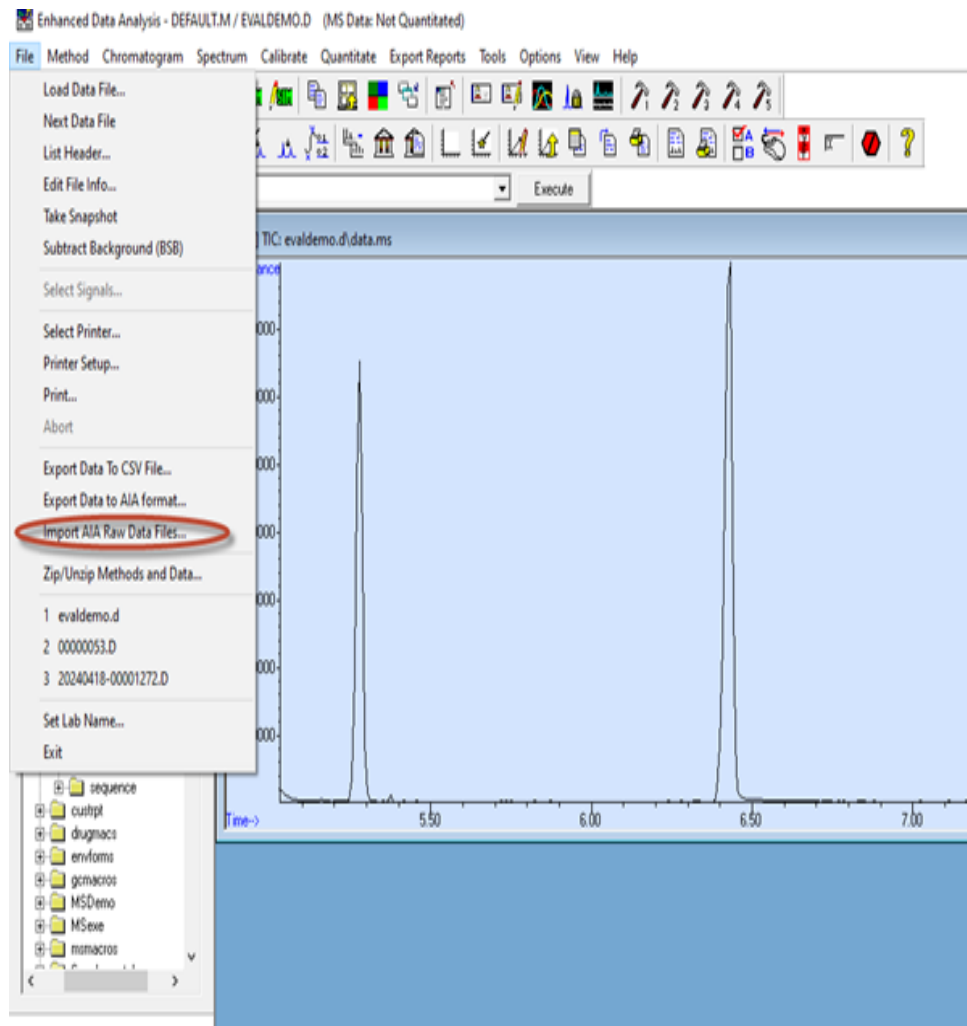 Enhanced Data Analysis - DEFAULT.M / EVALDEMO.D (MS Data: Not Quantitated)
File Method Chromatogram Spectrum Calibrate Quantitate Export Reports Tools Options View Help
Load Data File...
Next Data File
List Header...
Edit File Info...
Take Snapshot
Subtract Background (BSB)
Select Signals...
Select Printer...
Printer Setup...
Print...
Abort
Export Data To CSV File...
Export Data to AIA format...
Import AIA Raw Data Files...
Zip/Unzip Methods and Data...
1 evaldemo.d
2 00000053.D
3 20240418-00001272.D
Set Lab Name...
Exit
Execute
TIC: evaldemo.d\data.ms
Time-->
5.50 6.00 6.50 7.00
sequence
custrpt
drugmacs
envforms
gcmacros
MSDemo
MSexe
msmacros